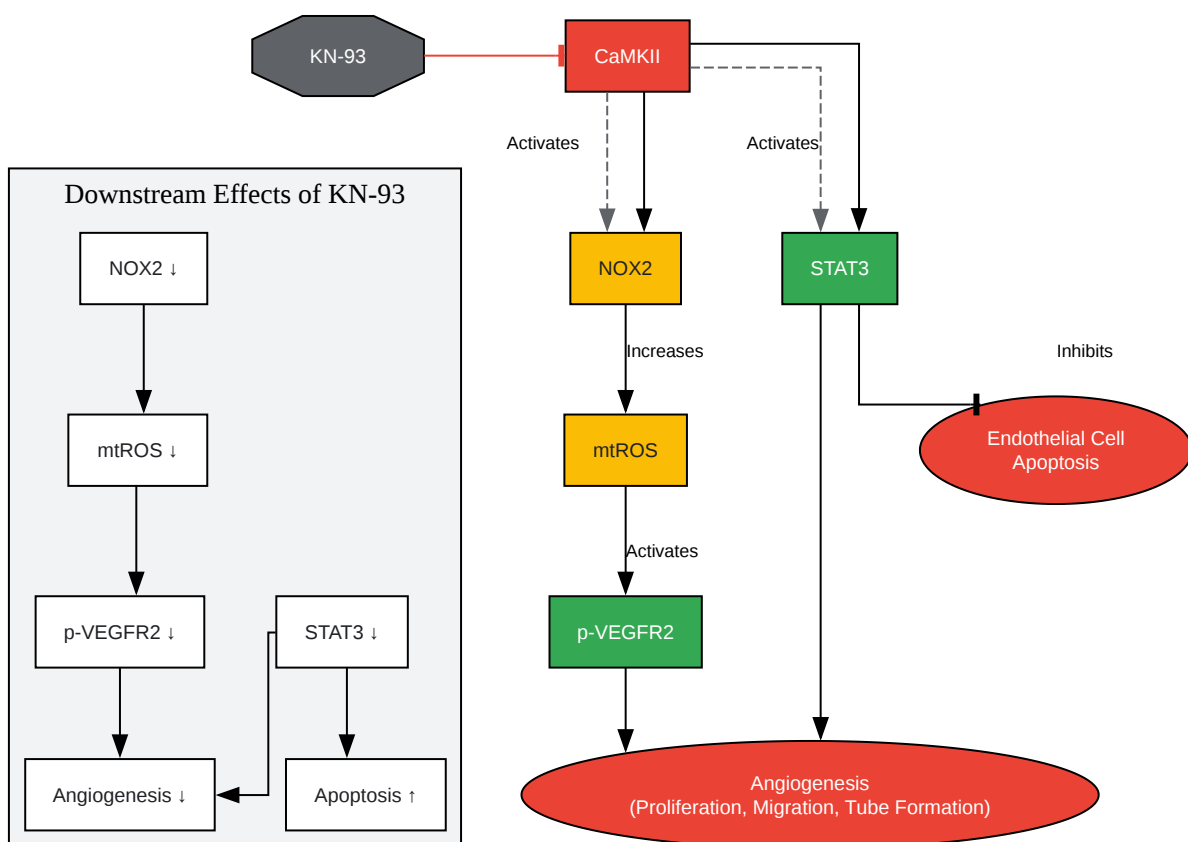 KN-93
CaMKII
Activates
Activates
Downstream Effects of KN-93
NOX2 ↓
NOX2
STAT3
Increases
Inhibits
mtROS ↓
mtROS
Endothelial Cell
Apoptosis
Activates
p-VEGFR2 ↓
STAT3 ↓
p-VEGFR2
Angiogenesis ↓
Apoptosis ↑
Angiogenesis
(Proliferation, Migration, Tube Formation)